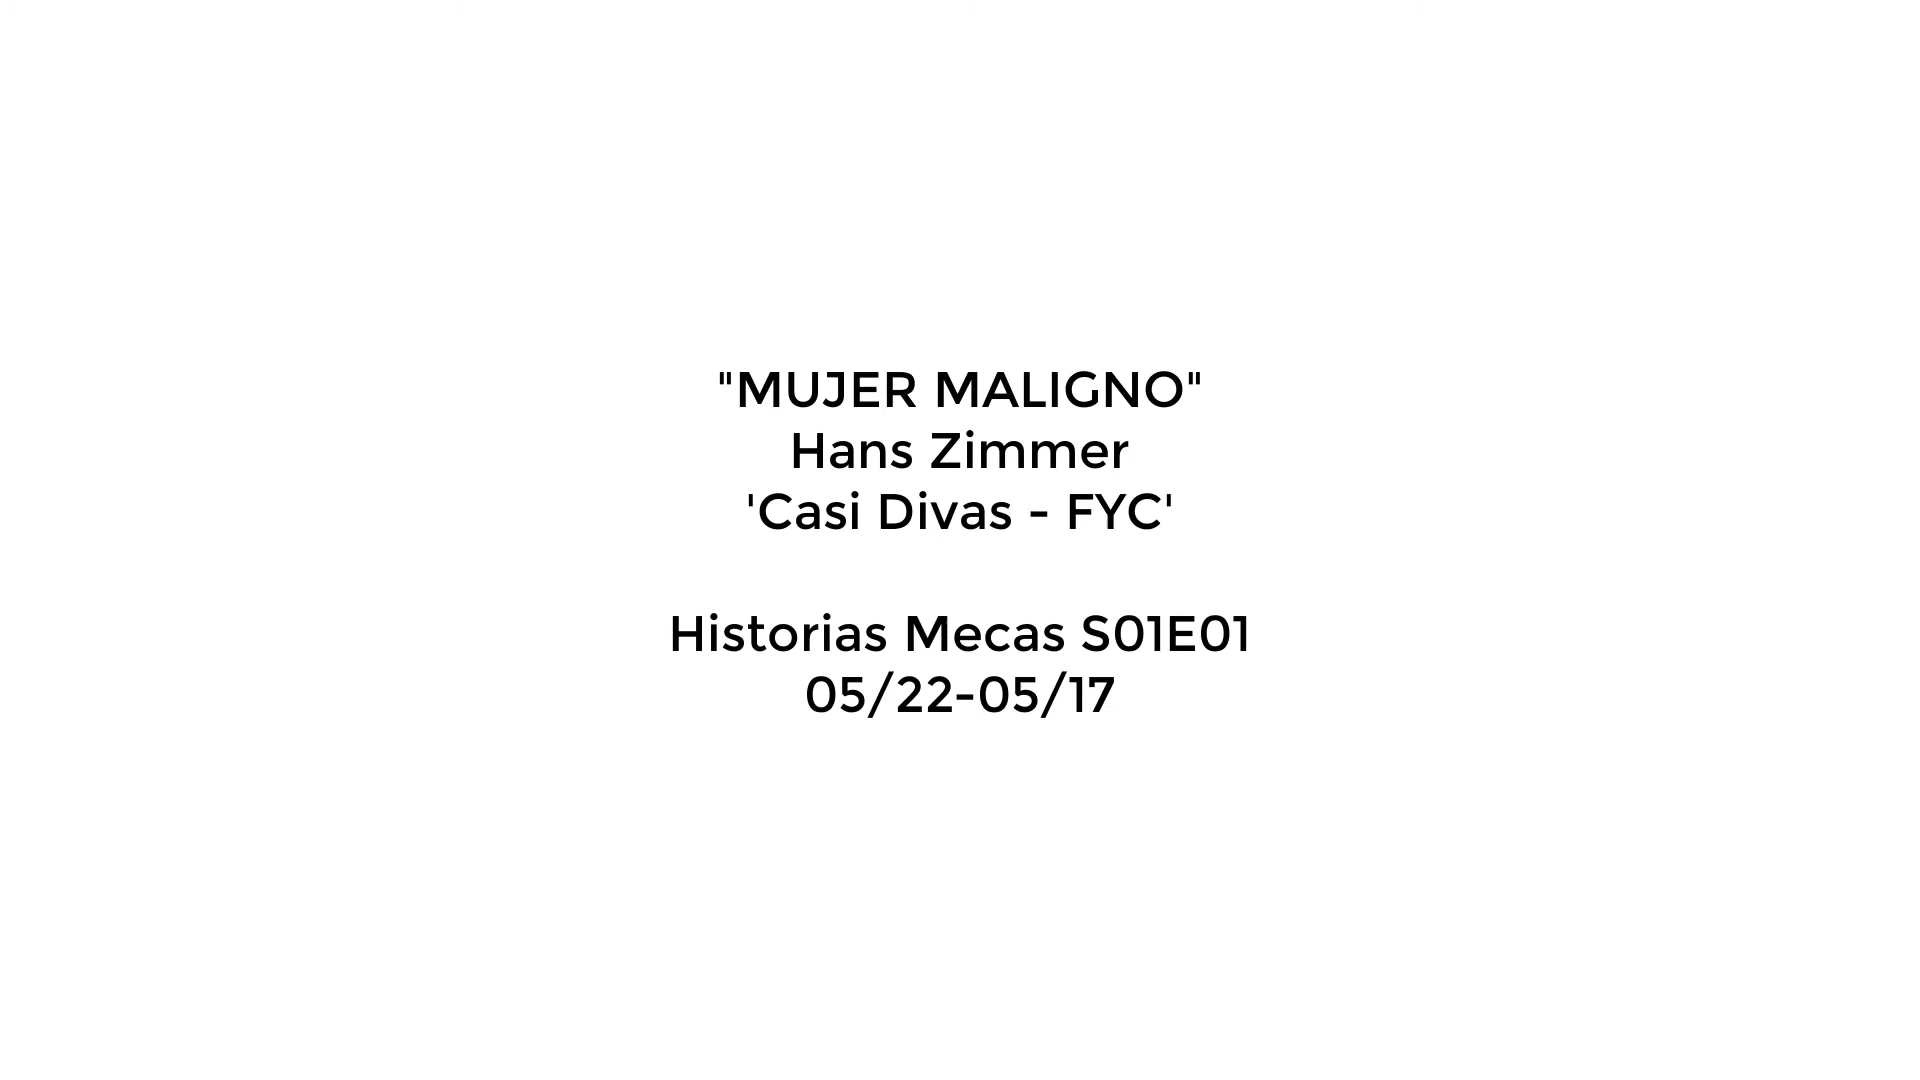 "MUJER MALIGNO"
Hans Zimmer
'Casi Divas - FYC'
Historias Mecas S01E01
05/22-05/17